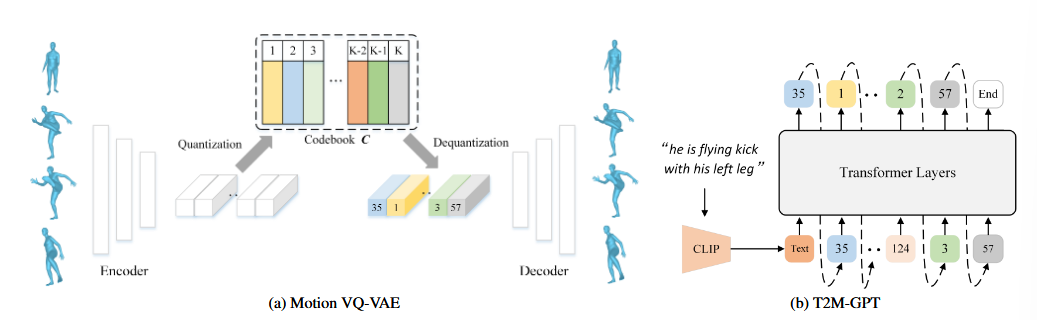 1 2 3 ... K-2 K-1 K
Codebook C
Quantization
Dequantization
35 1 .. 3 57
Encoder
Decoder
(a) Motion VQ-VAE
35 1 .. 2 57 End
Transformer Layers
“he is flying kick
with his left leg”
CLIP
Text 35 .. 124 3 57
(b) T2M-GPT